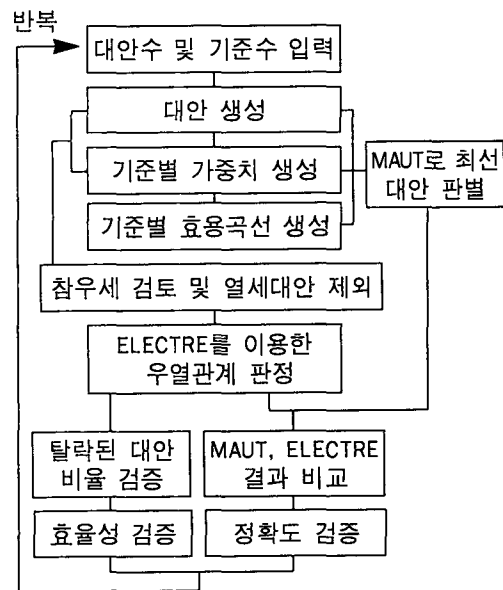 반복
대안수 및 기준수 입력
대안 생성
기준별 가중치 생성
MAUT로 최선
대안 판별
기준별 효용곡선 생성
참우세 검토 및 열세대안 제외
ELECTRE를 이용한
우열관계 판정
탈락된 대안
비율 검증
MAUT, ELECTRE
결과 비교
효율성 검증
정확도 검증